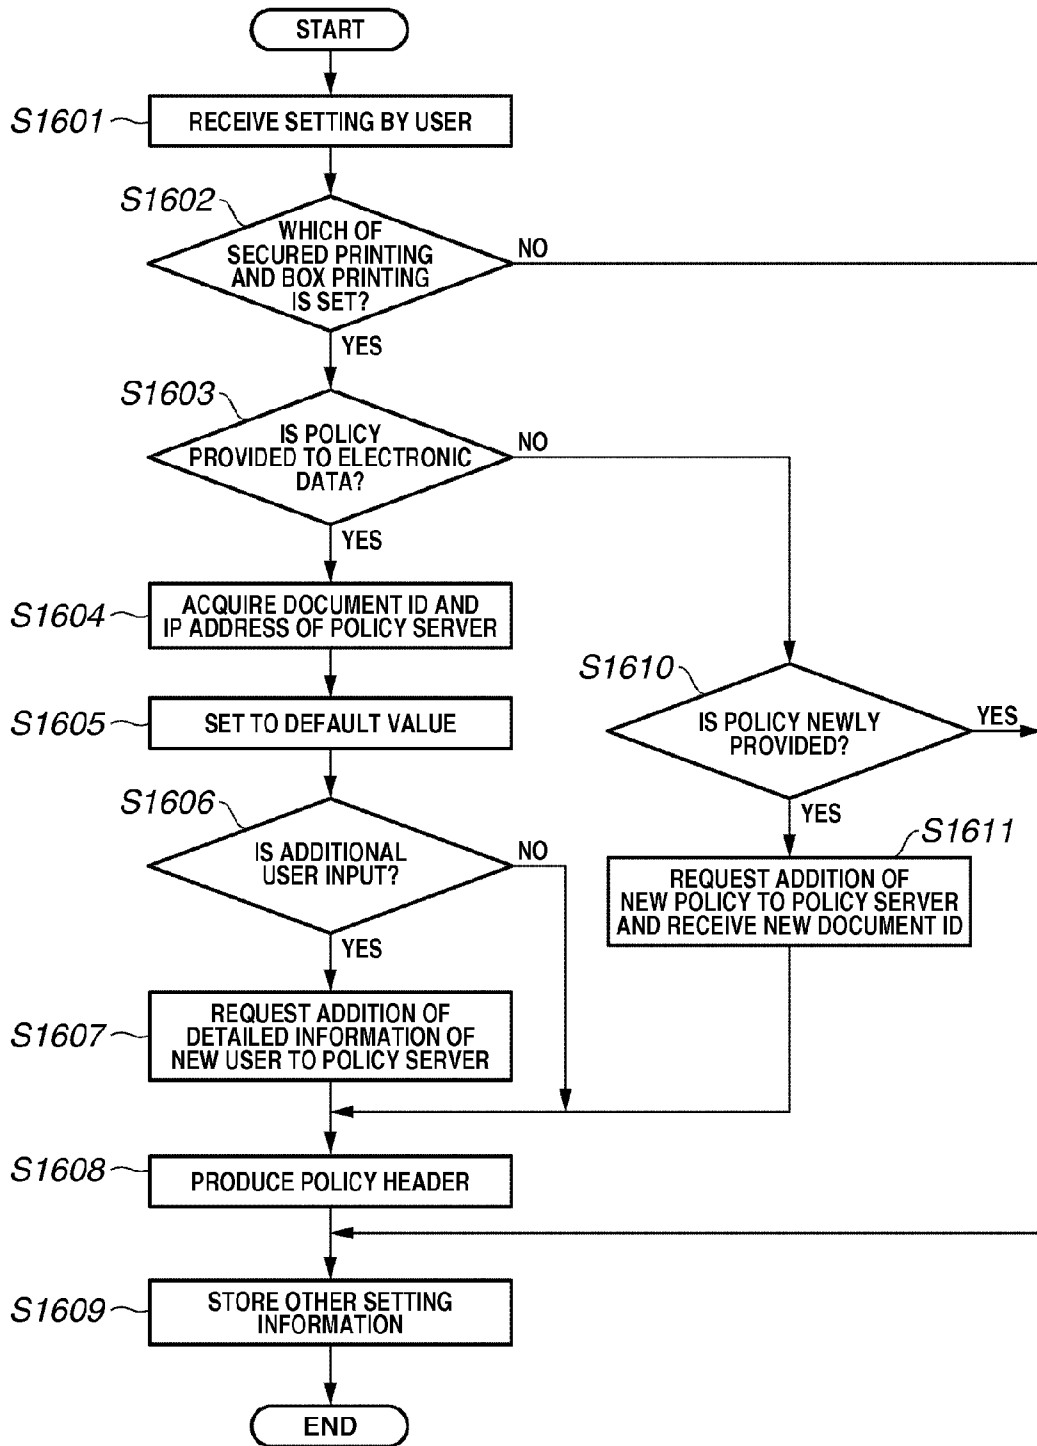 START
S1601
RECEIVE SETTING BY USER
S1602
WHICH OF
SECURED PRINTING
AND BOX PRINTING
IS SET?
NO
YES
S1603
IS POLICY
PROVIDED TO ELECTRONIC
DATA?
NO
YES
S1604
ACQUIRE DOCUMENT ID AND
IP ADDRESS OF POLICY SERVER
S1605
SET TO DEFAULT VALUE
S1610
IS POLICY NEWLY
PROVIDED?
YES
YES
S1606
IS ADDITIONAL
USER INPUT?
NO
YES
S1611
REQUEST ADDITION OF
NEW POLICY TO POLICY SERVER
AND RECEIVE NEW DOCUMENT ID
S1607
REQUEST ADDITION OF
DETAILED INFORMATION OF
NEW USER TO POLICY SERVER
S1608
PRODUCE POLICY HEADER
S1609
STORE OTHER SETTING
INFORMATION
END